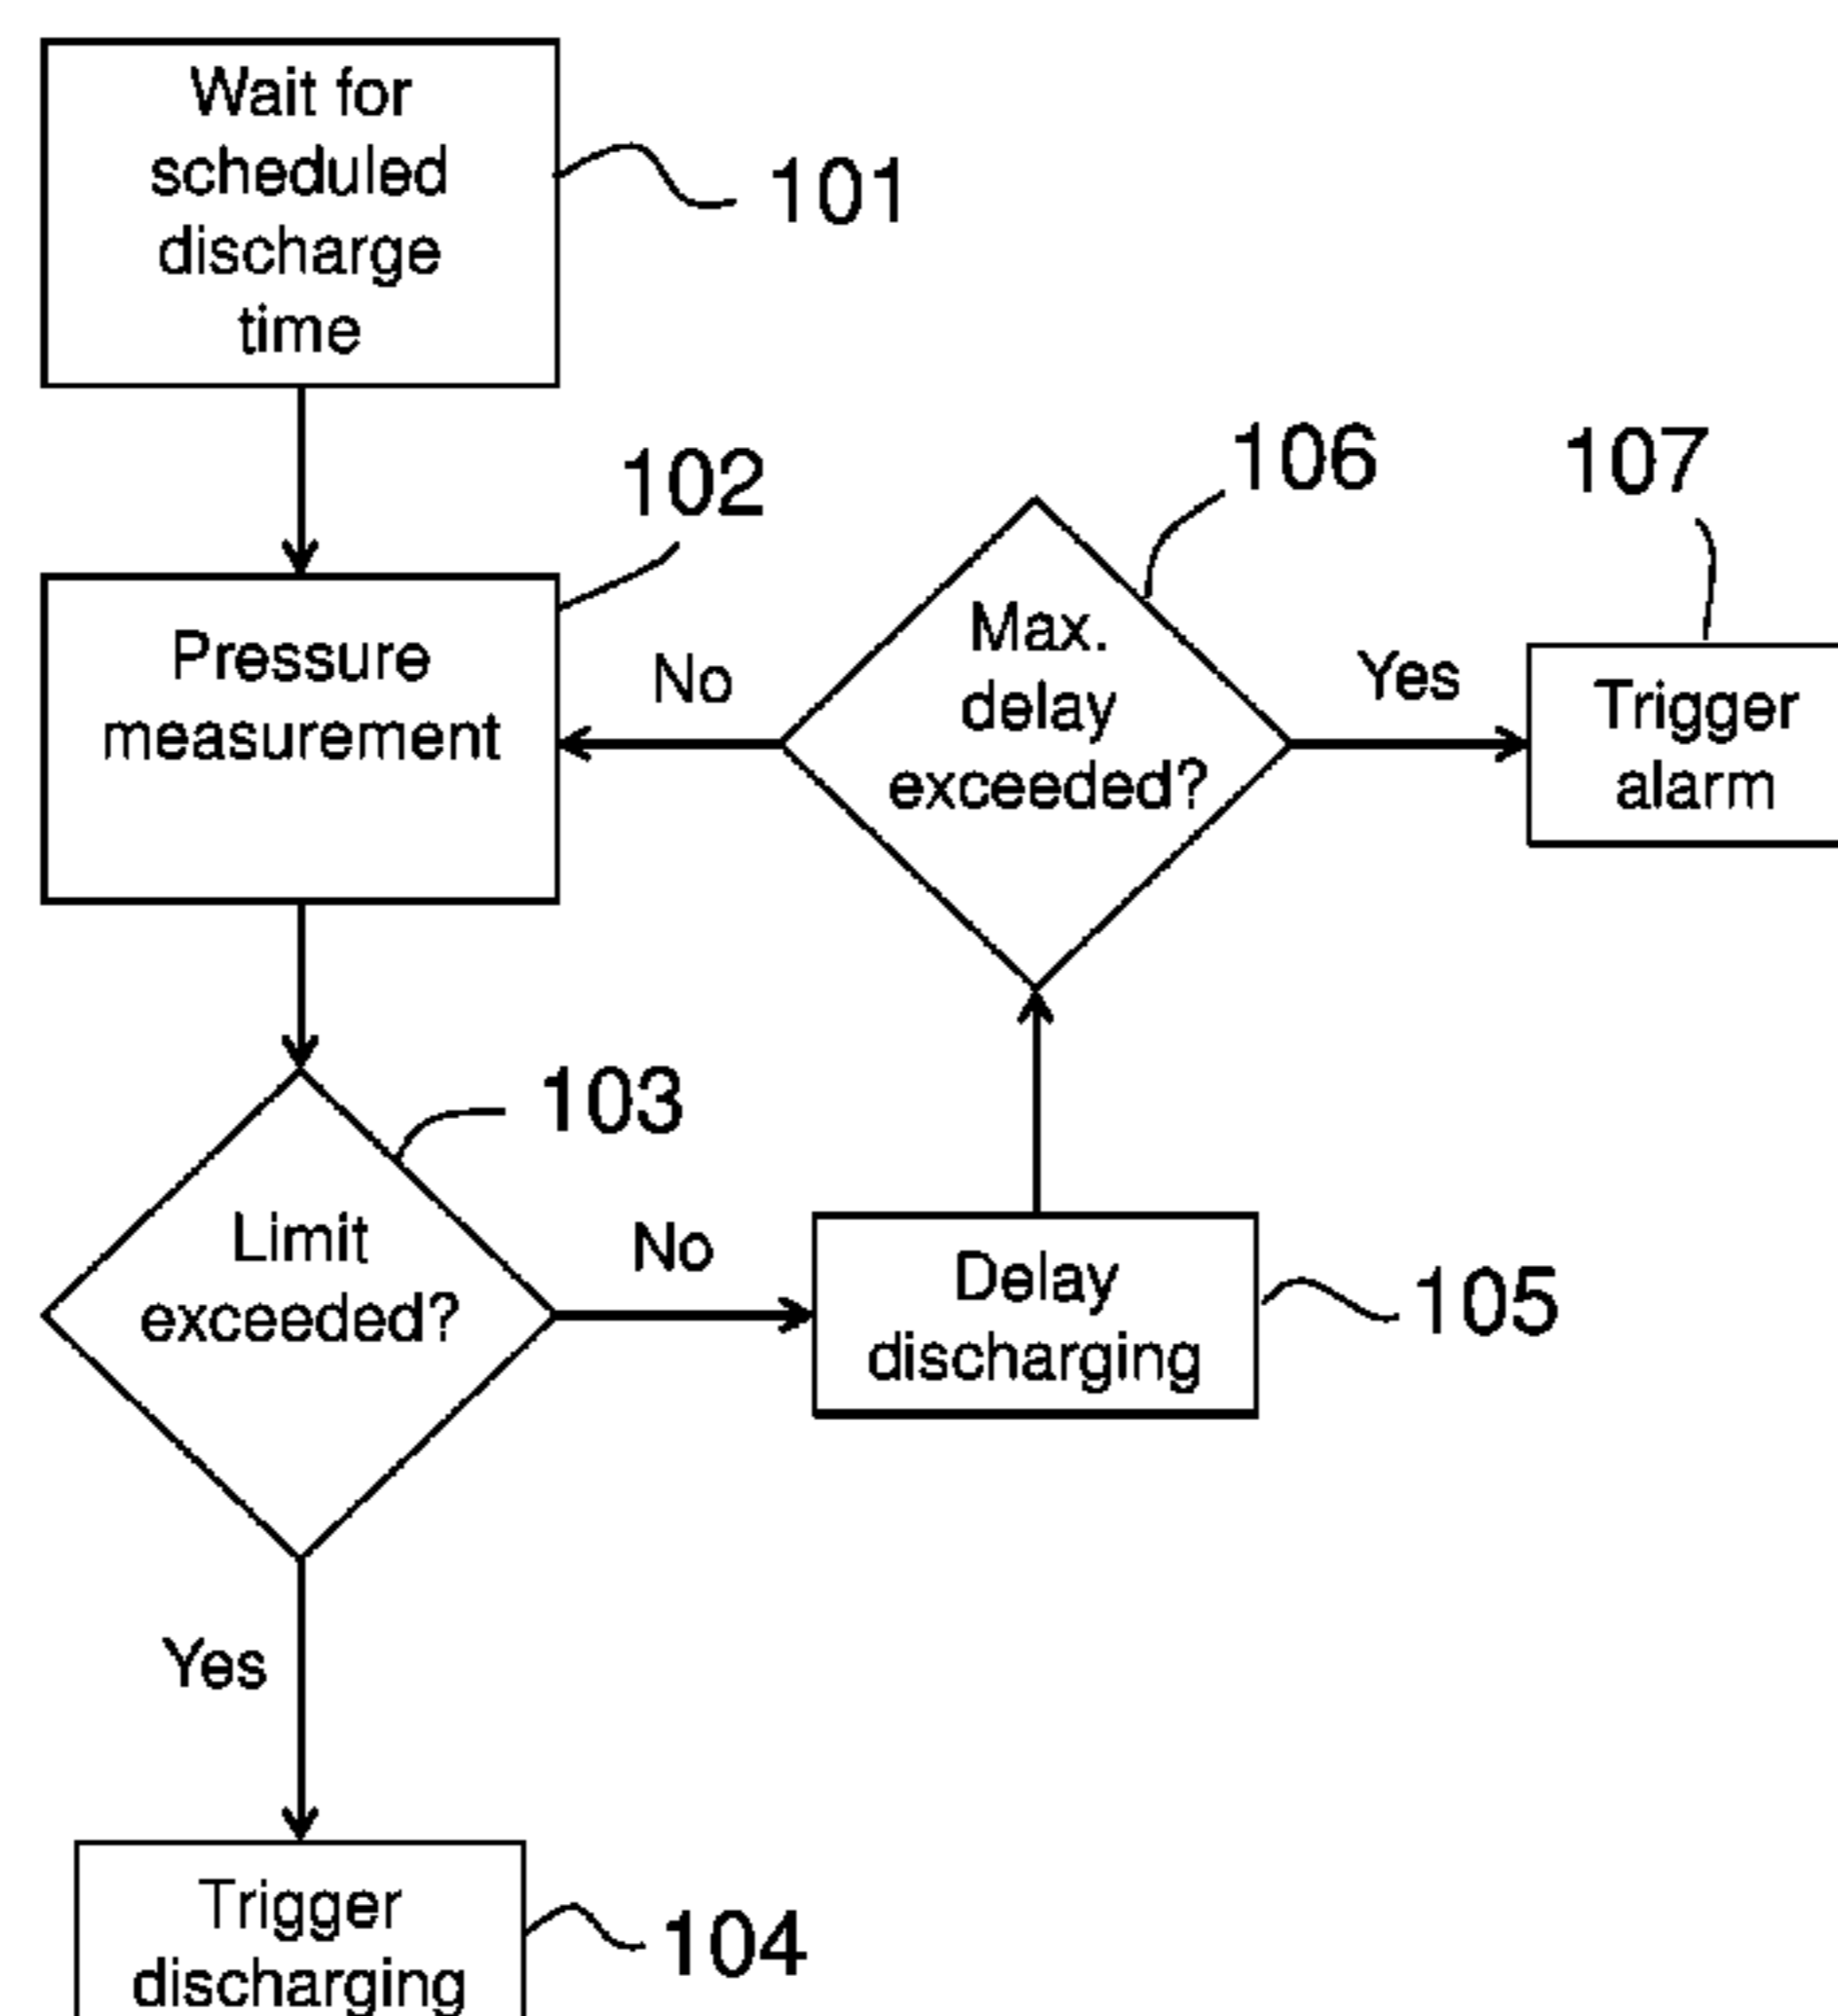 Wait for
scheduled
discharge
time
101
102
Pressure
measurement
No
106
Max.
delay
exceeded?
Yes
107
Trigger
alarm
103
Limit
exceeded?
No
Delay
discharging
105
Yes
Trigger
discharging
104